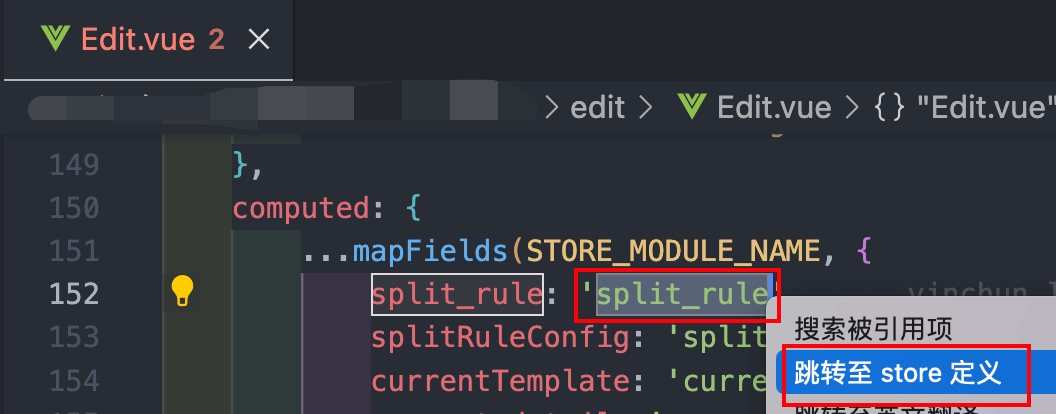 Edit.vue 2 ×
> edit > Edit.vue > {} "Edit.vue"
149 },
150 computed: {
151 ...mapFields(STORE_MODULE_NAME, {
152 split_rule: 'split_rule'
153 splitRuleConfig: 'split
154 currentTemplate: 'curre
搜索被引用项
跳转至 store 定义